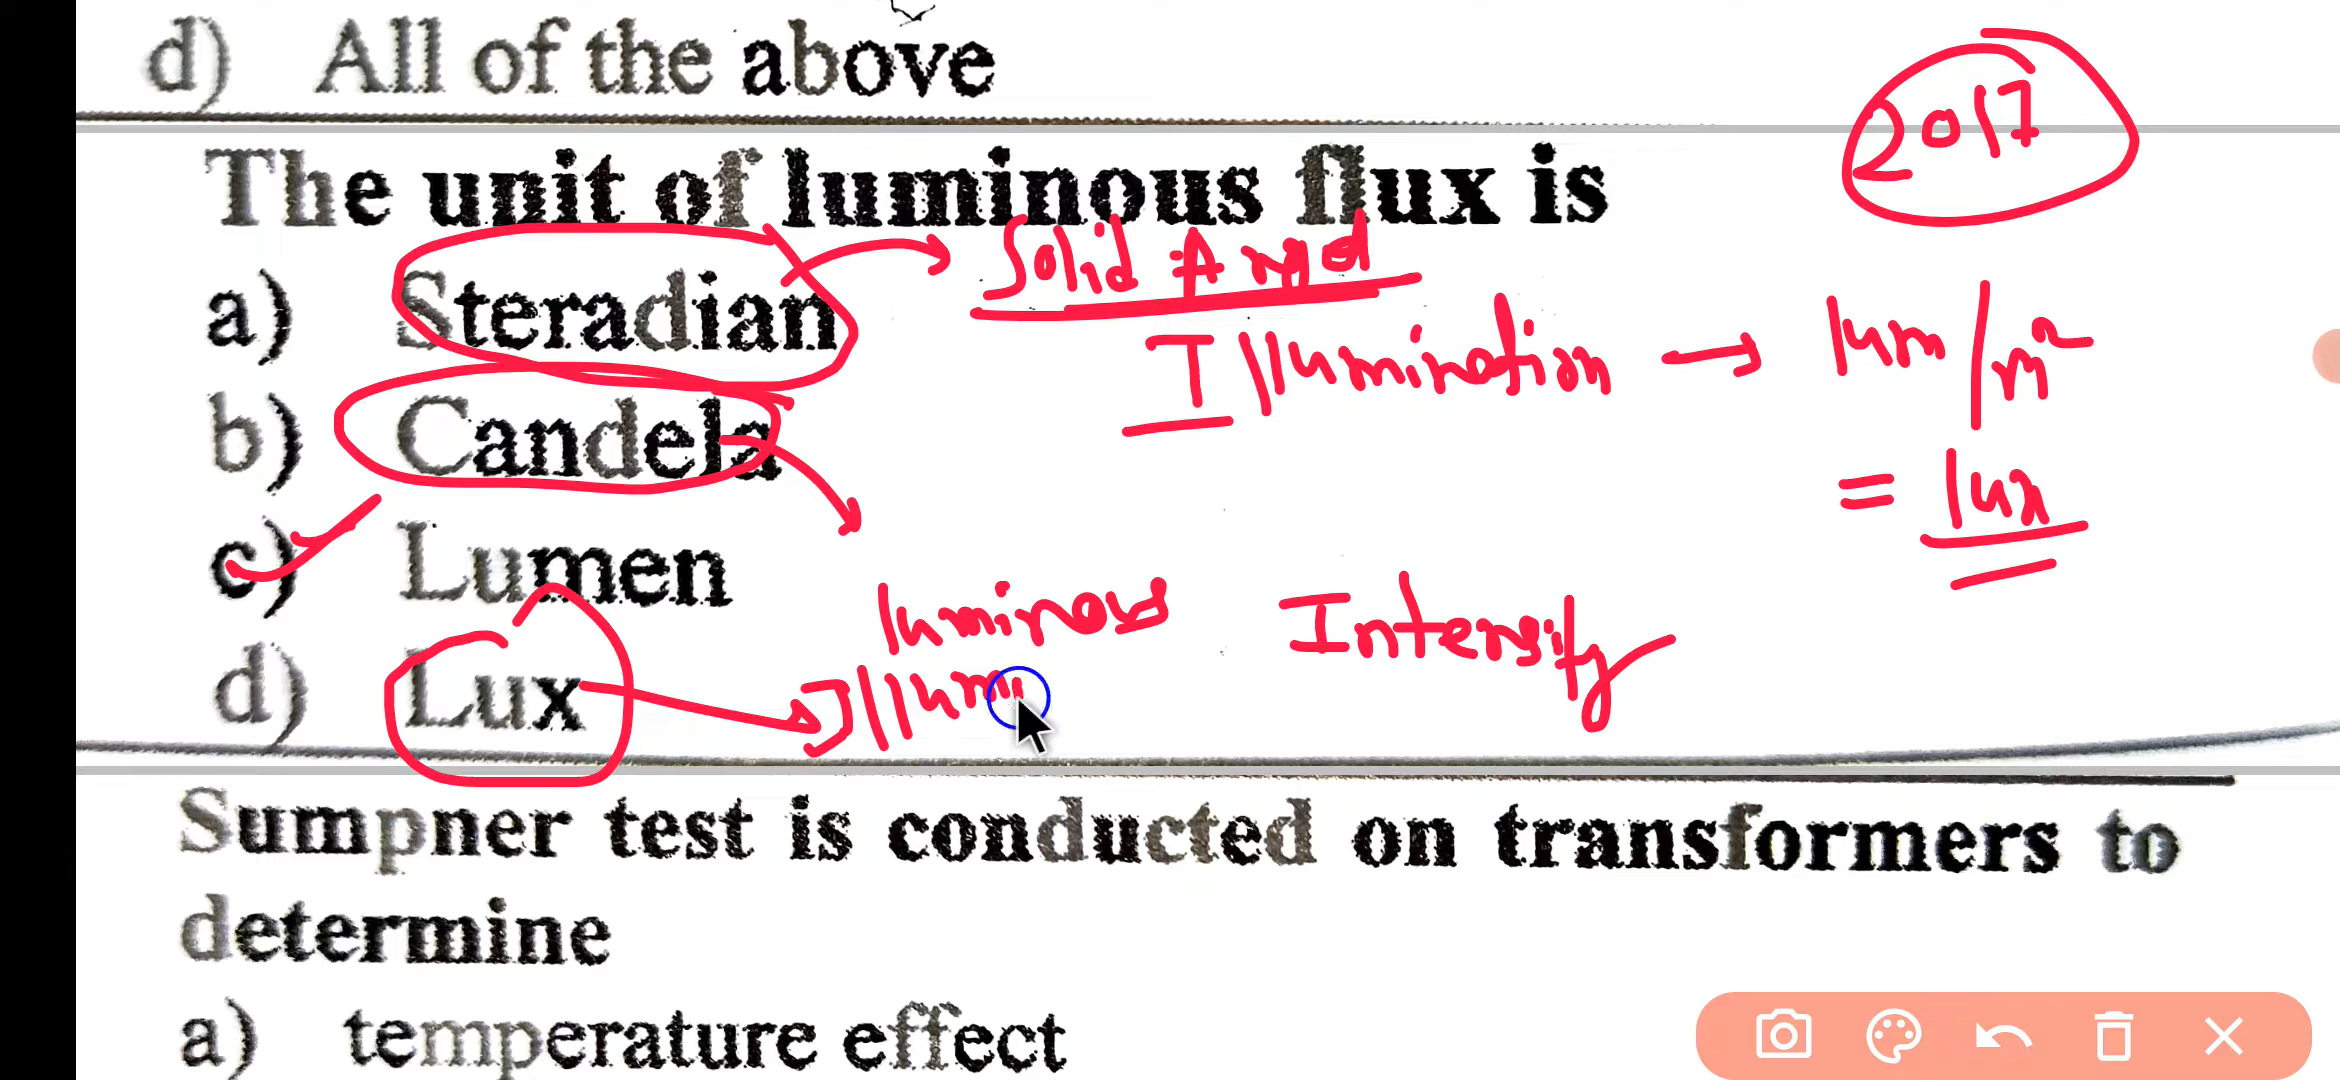 d) All of the above
2017
The unit of luminous flux is
a) Steradian
Solid Angel
Illumination → lum/m²
= lux
b) Candela
c) Lumen
luminous Intensity
d) Lux
Illum
Sumpner test is conducted on transformers to
determine
a) temperature effect